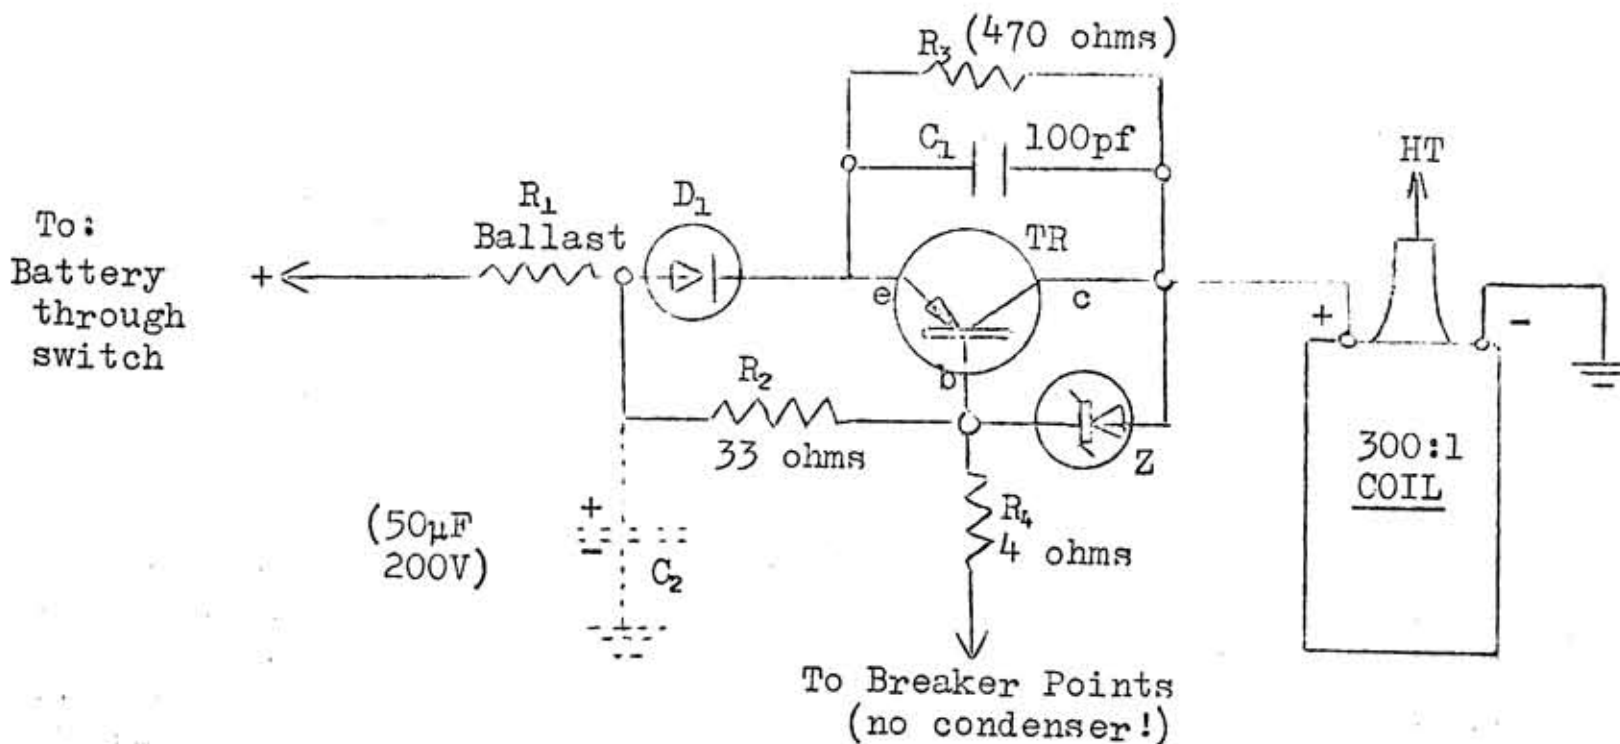 R₃ (470 ohms)
C₁ 100pf
HT
To:
Battery
through
switch
+
R₁
Ballast
D₁
TR
e
c
b
+
-
R₂
33 ohms
Z
300:1
COIL
(50µF
200V)
+
-
C₂
R₄
4 ohms
To Breaker Points
(no condenser!)